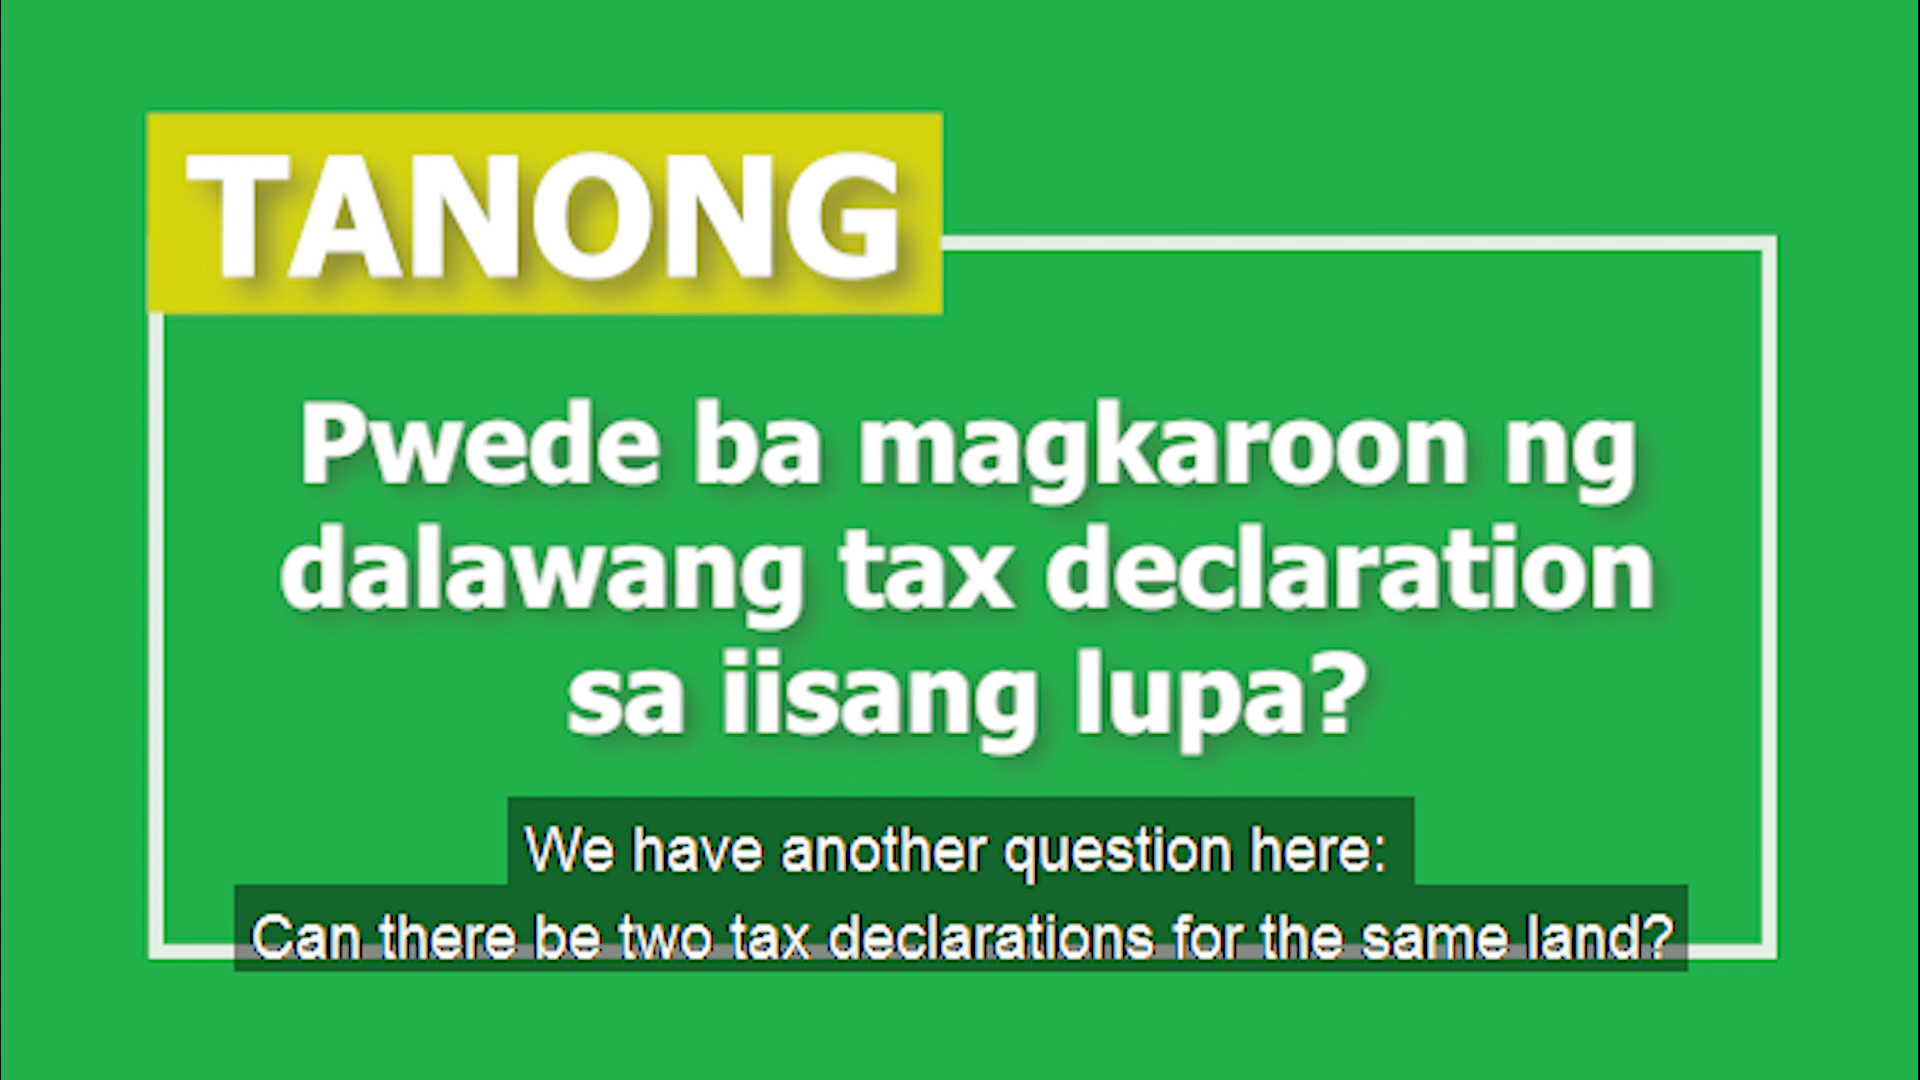 TANONG
Pwede ba magkaroon ng
dalawang tax declaration
sa iisang lupa?
We have another question here:
Can there be two tax declarations for the same land?